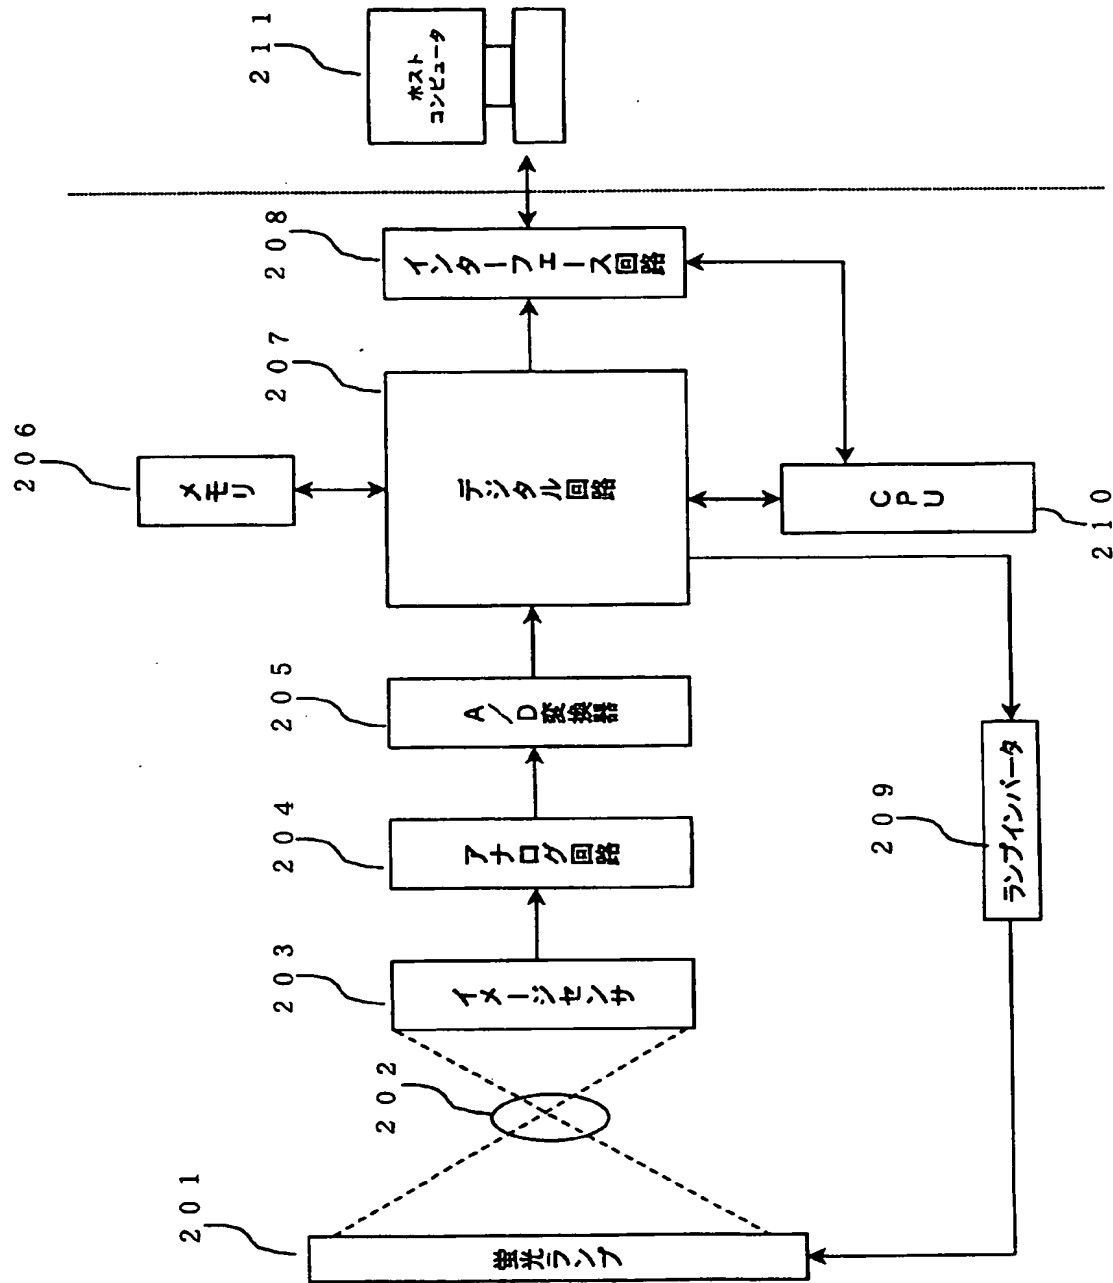 206
メモリ
201
202
203
204
205
207
208
211
蛍光ランプ
イメージセンサ
アナログ回路
A/D変換器
デジタル回路
インターフエース回路
ホスト
コンピュータ
CPU
209
ランプインバータ
210